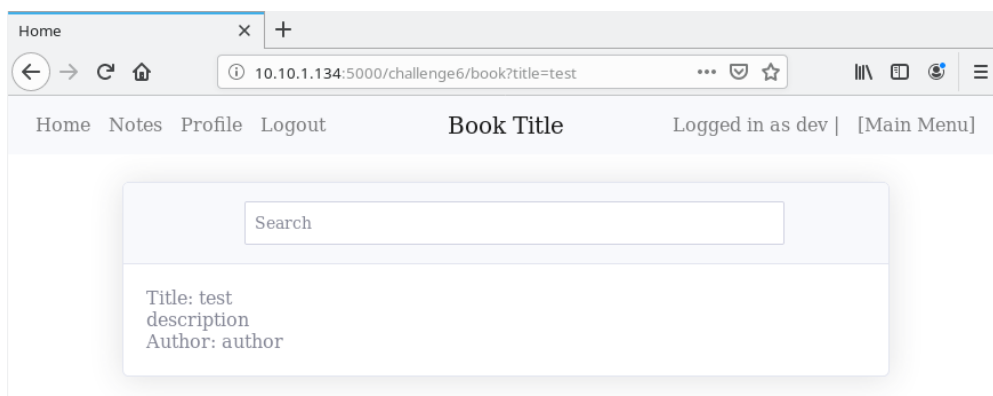 Home
10.10.1.134:5000/challenge6/book?title=test
Home Notes Profile Logout Book Title Logged in as dev | [Main Menu]
Search
Title: test
description
Author: author